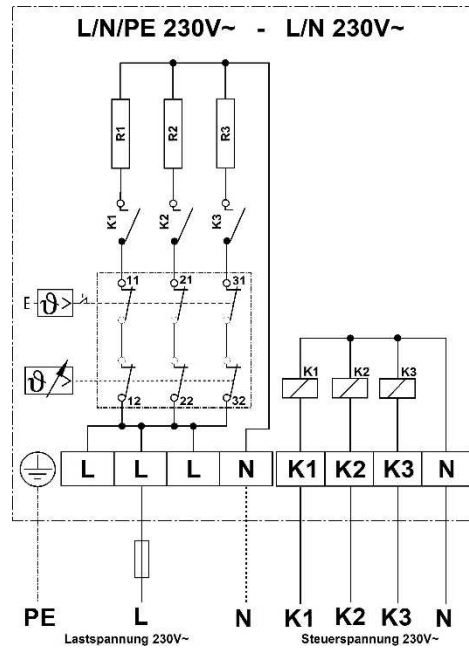 L/N/PE 230V~ - L/N 230V~
R1 R2 R3
K1 K2 K3
11 21 31
E ϑ >
K1 K2 K3
ϑ >
12 22 32
L L L N K1 K2 K3 N
PE L N K1 K2 K3 N
Lastspannung 230V~ Steuerspannung 230V~